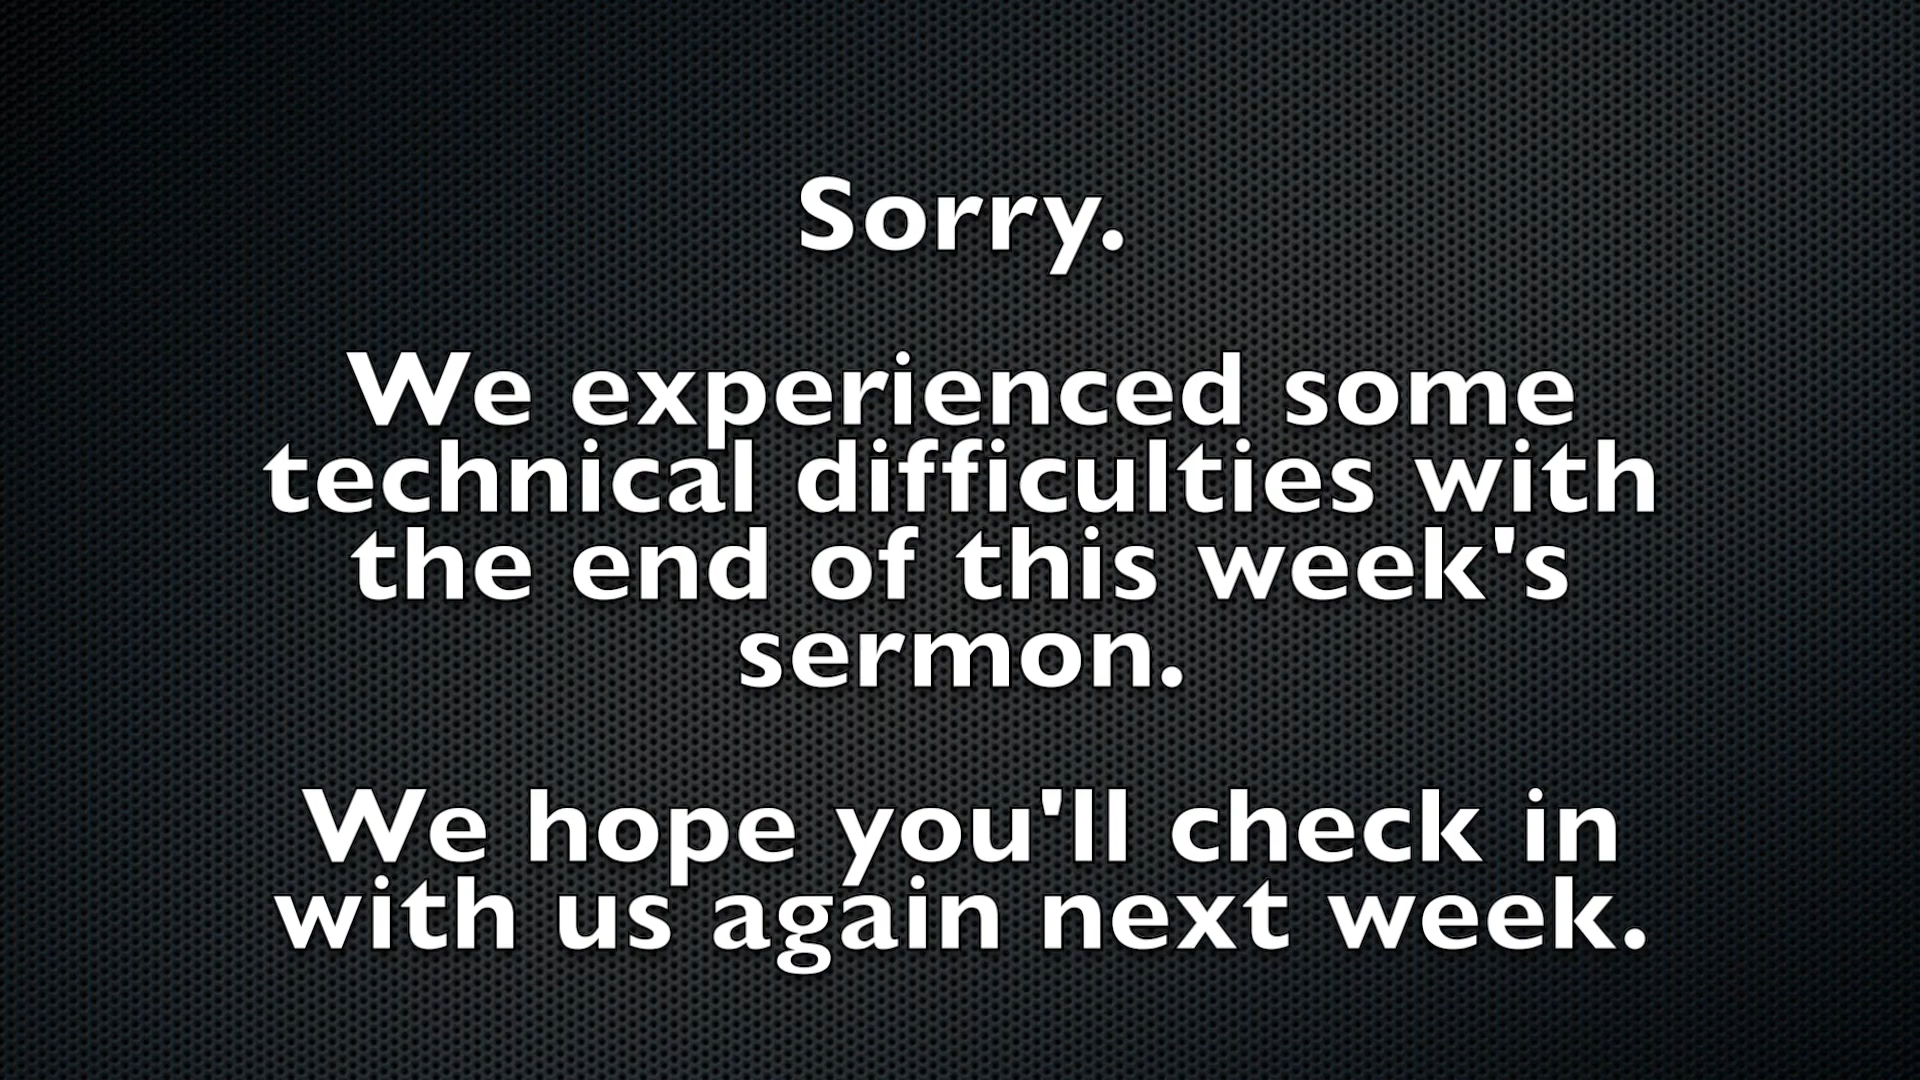 Sorry.
We experienced some
technical difficulties with
the end of this week's
sermon.
We hope you'll check in
with us again next week.